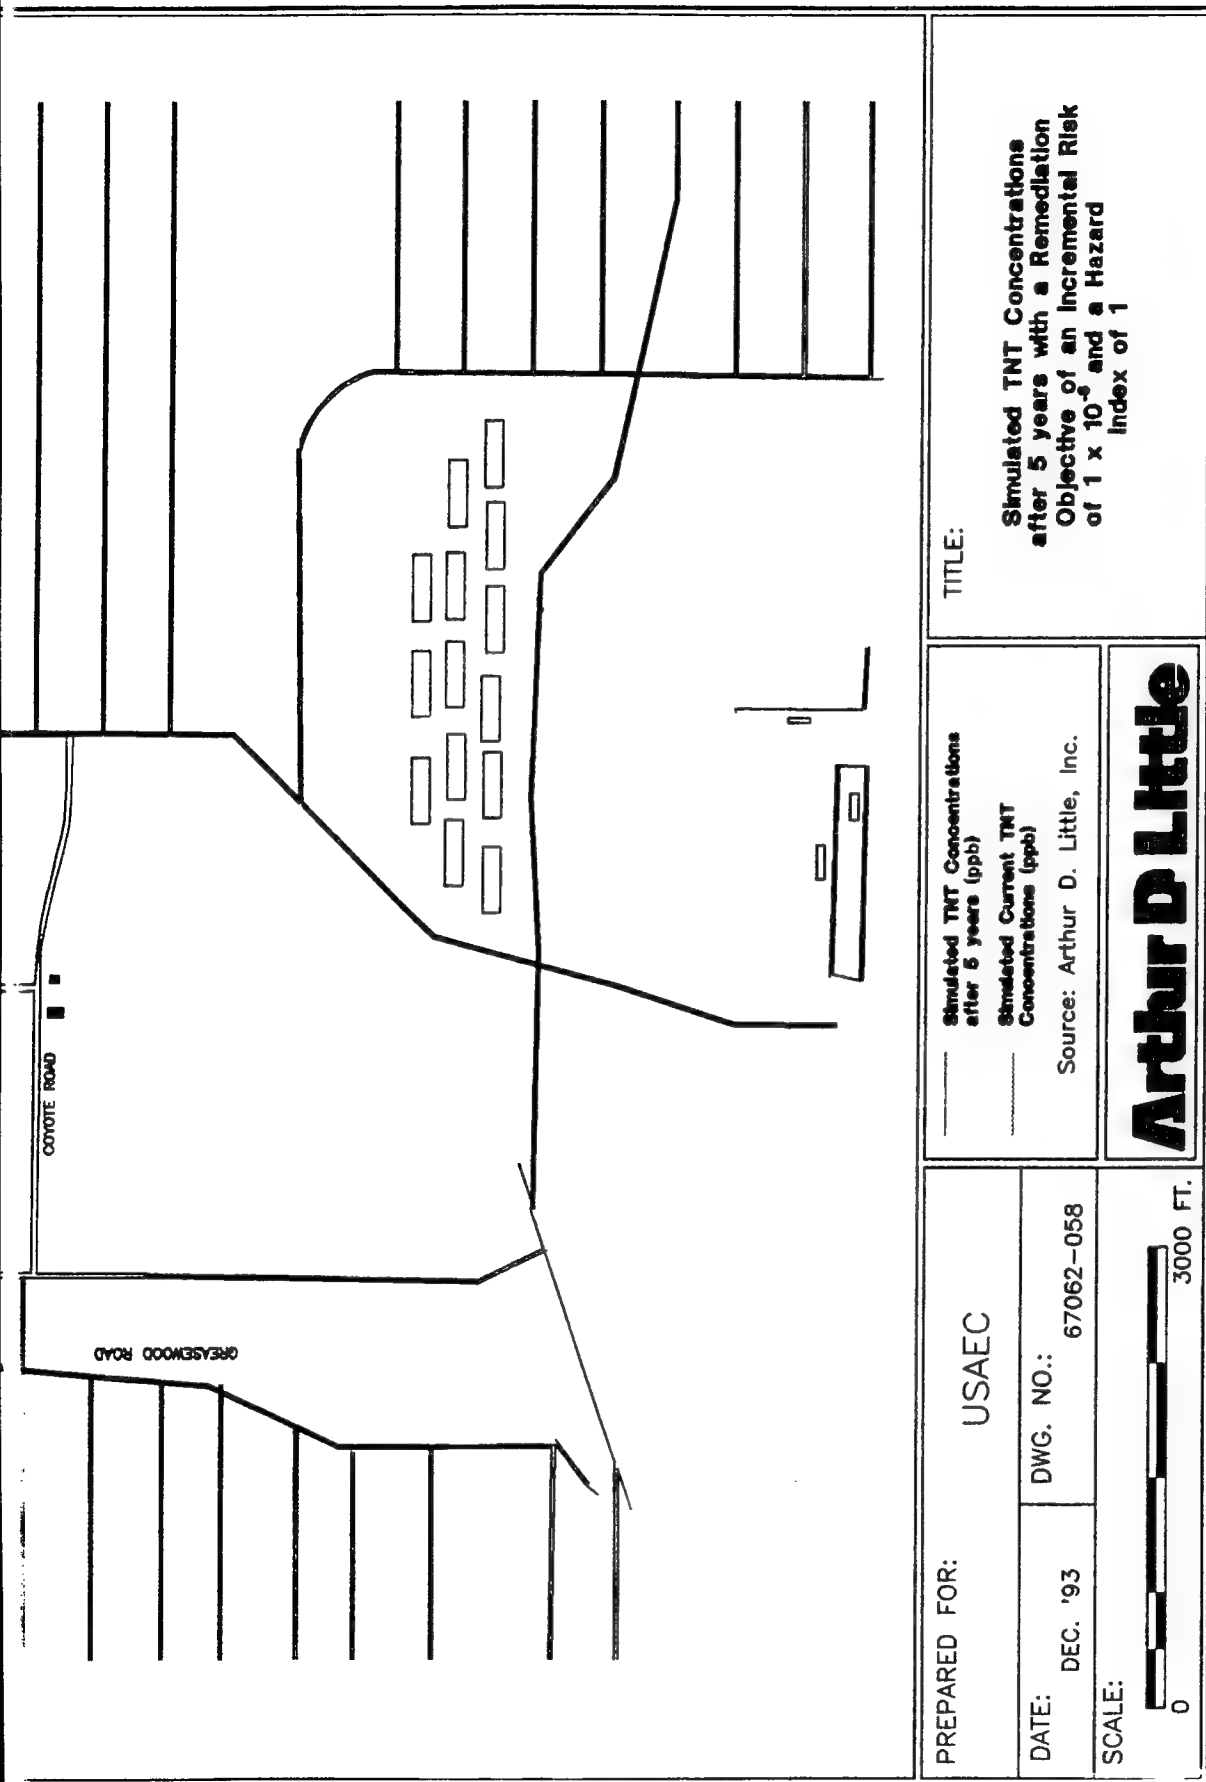 COYOTE ROAD
GREASEWOOD ROAD
PREPARED FOR:
USAEC
DATE:
DEC. '93
DWG. NO.:
67062-058
SCALE:
0
3000 FT.
Simulated TNT Concentrations
after 5 years (ppb)
Simulated Current TNT
Concentrations (ppb)
Source: Arthur D. Little, Inc.
Arthur D Little
TITLE:
Simulated TNT Concentrations
after 5 years with a Remediation
Objective of an Incremental Risk
of 1 x 10⁻⁶ and a Hazard
Index of 1